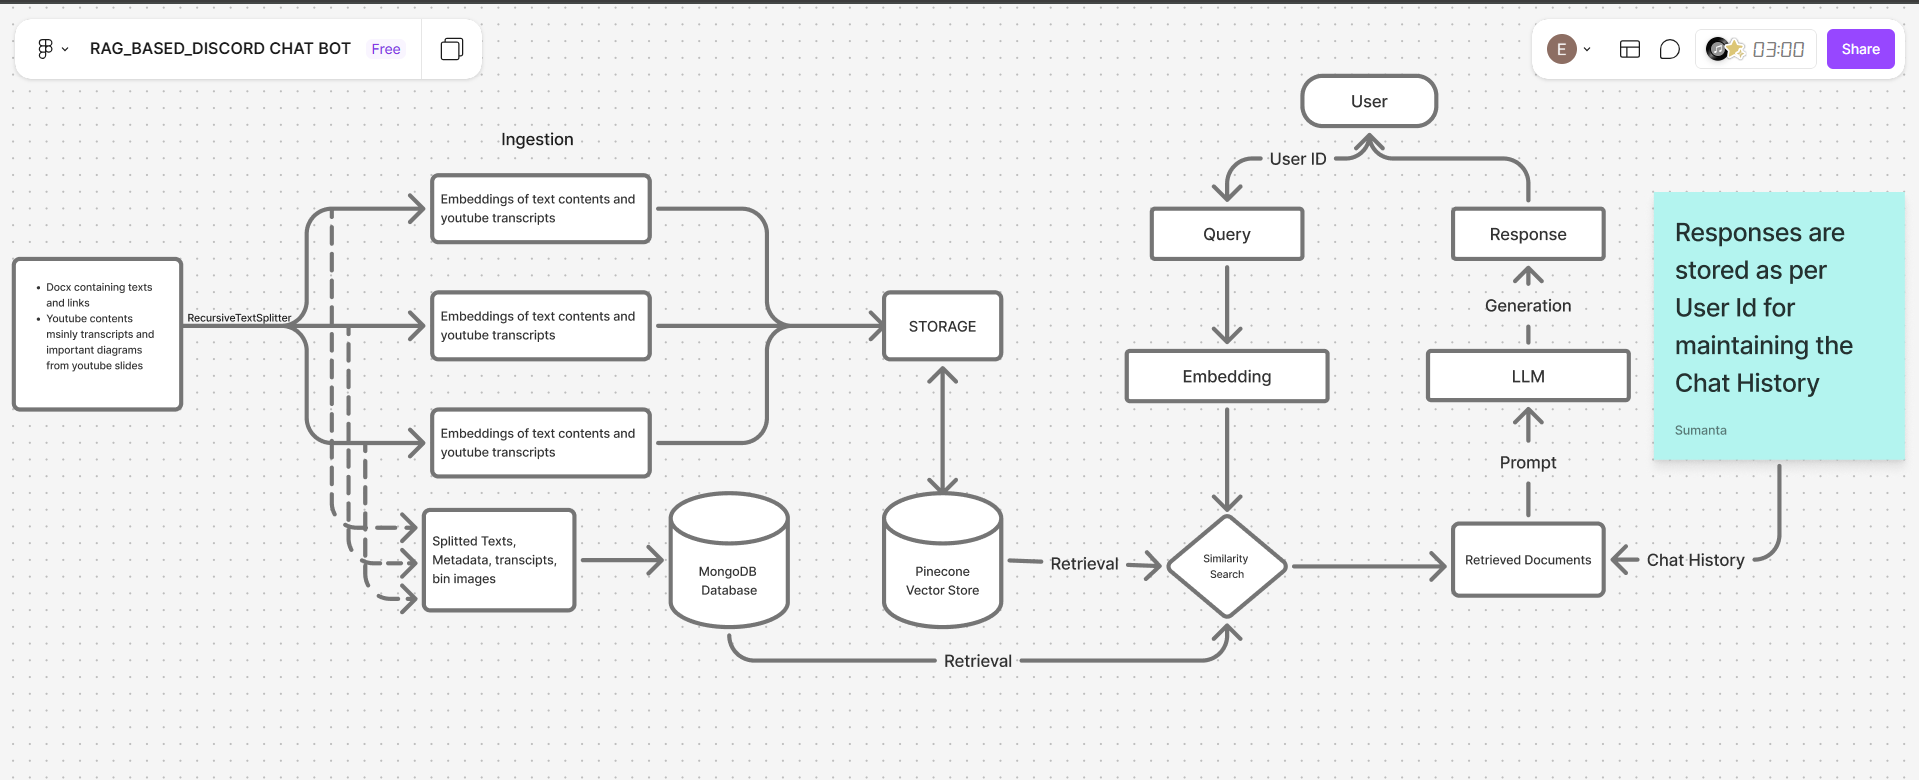 RAG_BASED_DISCORD CHAT BOT Free
E
03:00
Share
Ingestion
Docx containing texts
and links
Youtube contents
msinly transcripts and
important diagrams
from youtube slides
RecursiveTextSplitter
Embeddings of text contents and
youtube transcripts
Embeddings of text contents and
youtube transcripts
Embeddings of text contents and
youtube transcripts
Splitted Texts,
Metadata, transcipts,
bin images
MongoDB
Database
STORAGE
Pinecone
Vector Store
Retrieval
Retrieval
User
User ID
Query
Embedding
Similarity
Search
Response
Generation
LLM
Prompt
Retrieved Documents
Chat History
Responses are
stored as per
User Id for
maintaining the
Chat History
Sumanta